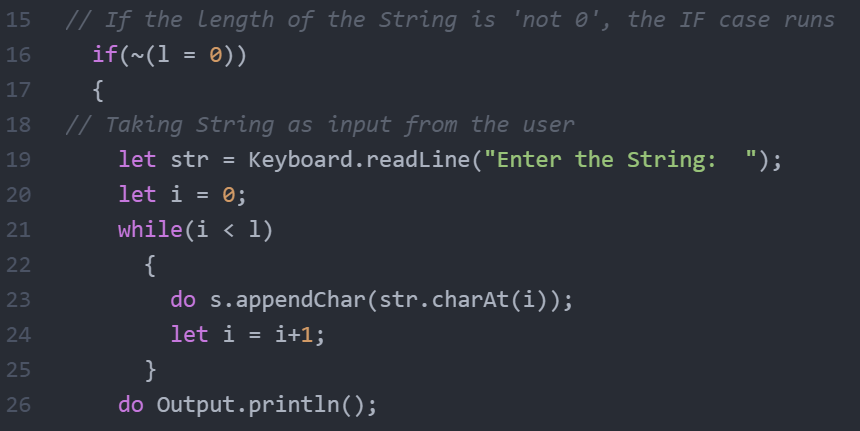 15 // If the length of the String is 'not 0', the IF case runs
16 if(~(l = 0))
17 {
18 // Taking String as input from the user
19 let str = Keyboard.readLine("Enter the String:  ");
20 let i = 0;
21 while(i < l)
22 {
23 do s.appendChar(str.charAt(i));
24 let i = i+1;
25 }
26 do Output.println();